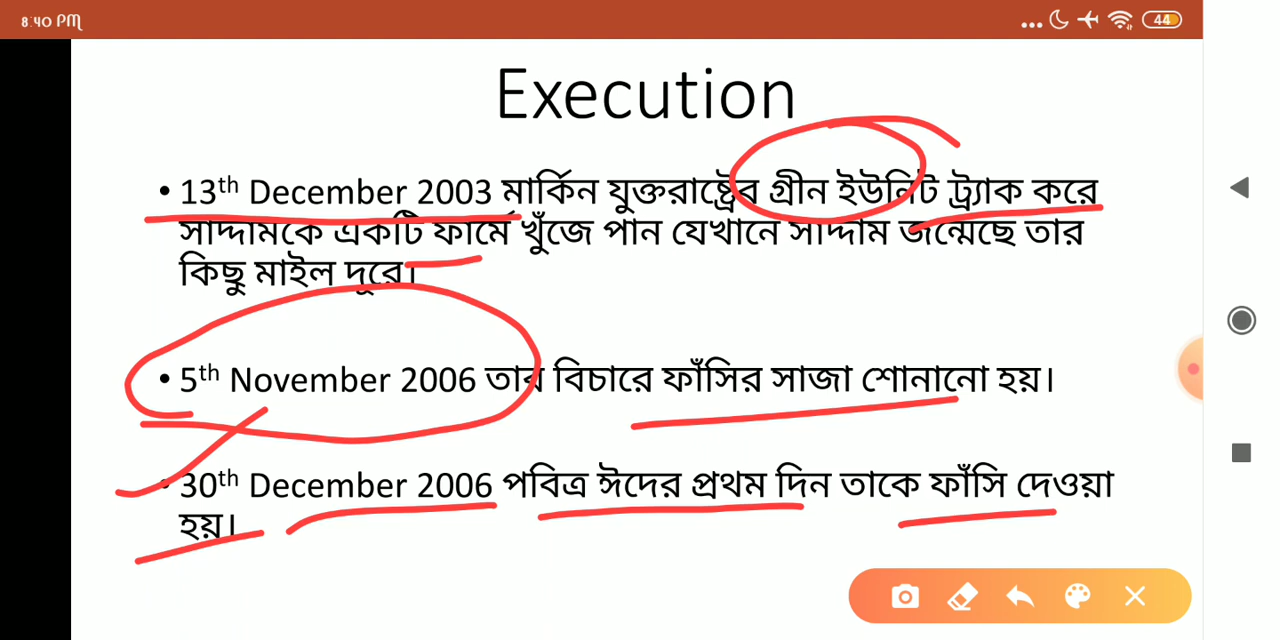 8:40 PM
44
Execution
• 13th December 2003 মার্কিন যুক্তরাষ্ট্রের গ্রীন ইউনিট ট্র্যাক করে
সাদ্দামকে একটি ফার্মে খুঁজে পান যেখানে সাদ্দাম জন্মেছে তার
কিছু মাইল দূরে।
• 5th November 2006 তার বিচারে ফাঁসির সাজা শোনানো হয়।
• 30th December 2006 পবিত্র ঈদের প্রথম দিন তাকে ফাঁসি দেওয়া
হয়।